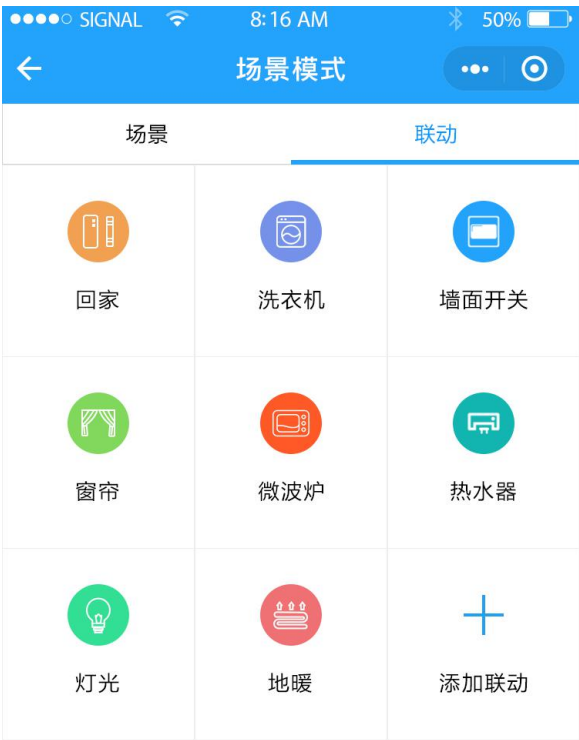 SIGNAL 8:16 AM 50%
场景模式
场景 联动
回家 洗衣机 墙面开关
窗帘 微波炉 热水器
灯光 地暖 添加联动